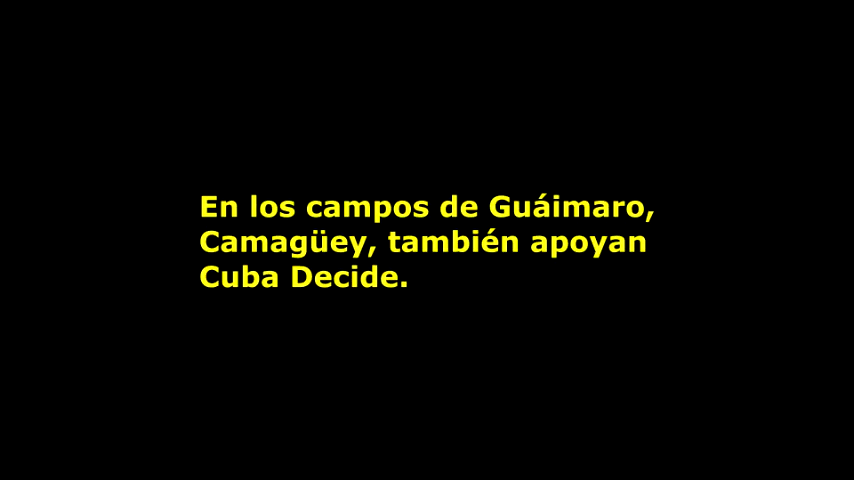 En los campos de Guáimaro,
Camagüey, también apoyan
Cuba Decide.